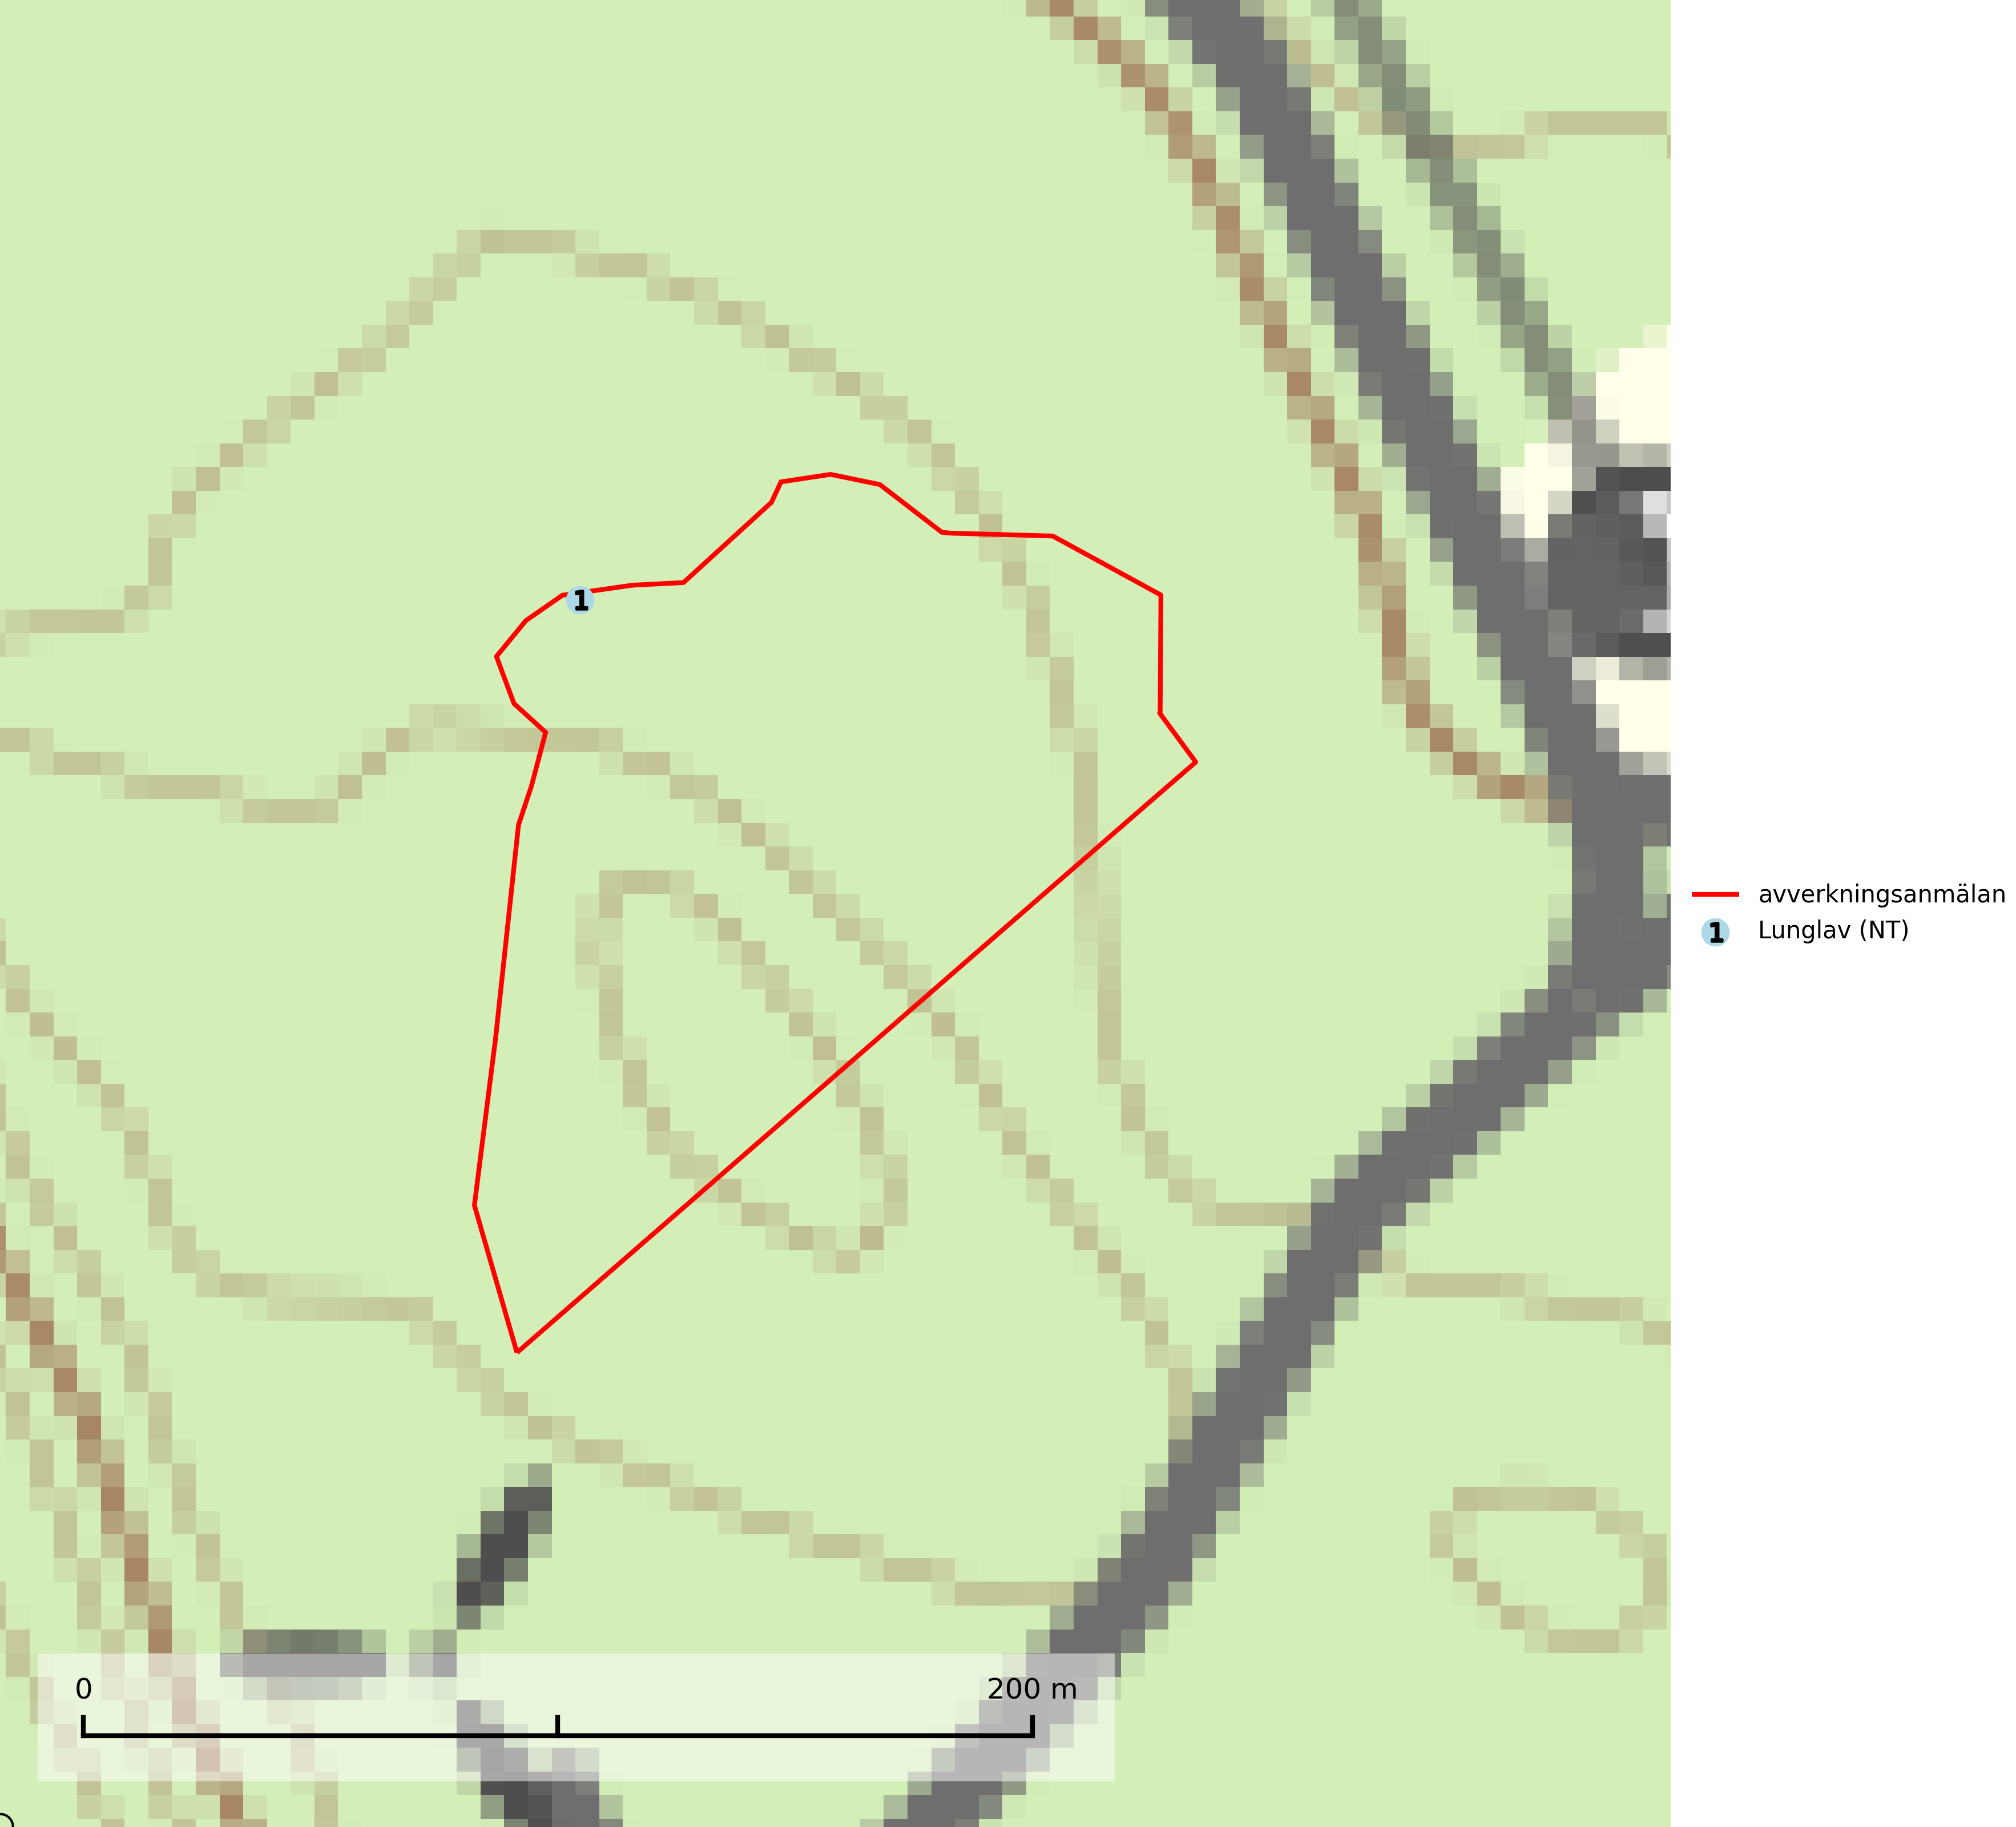 1
avverkningsanmälan
1 Lunglav (NT)
0 200 m